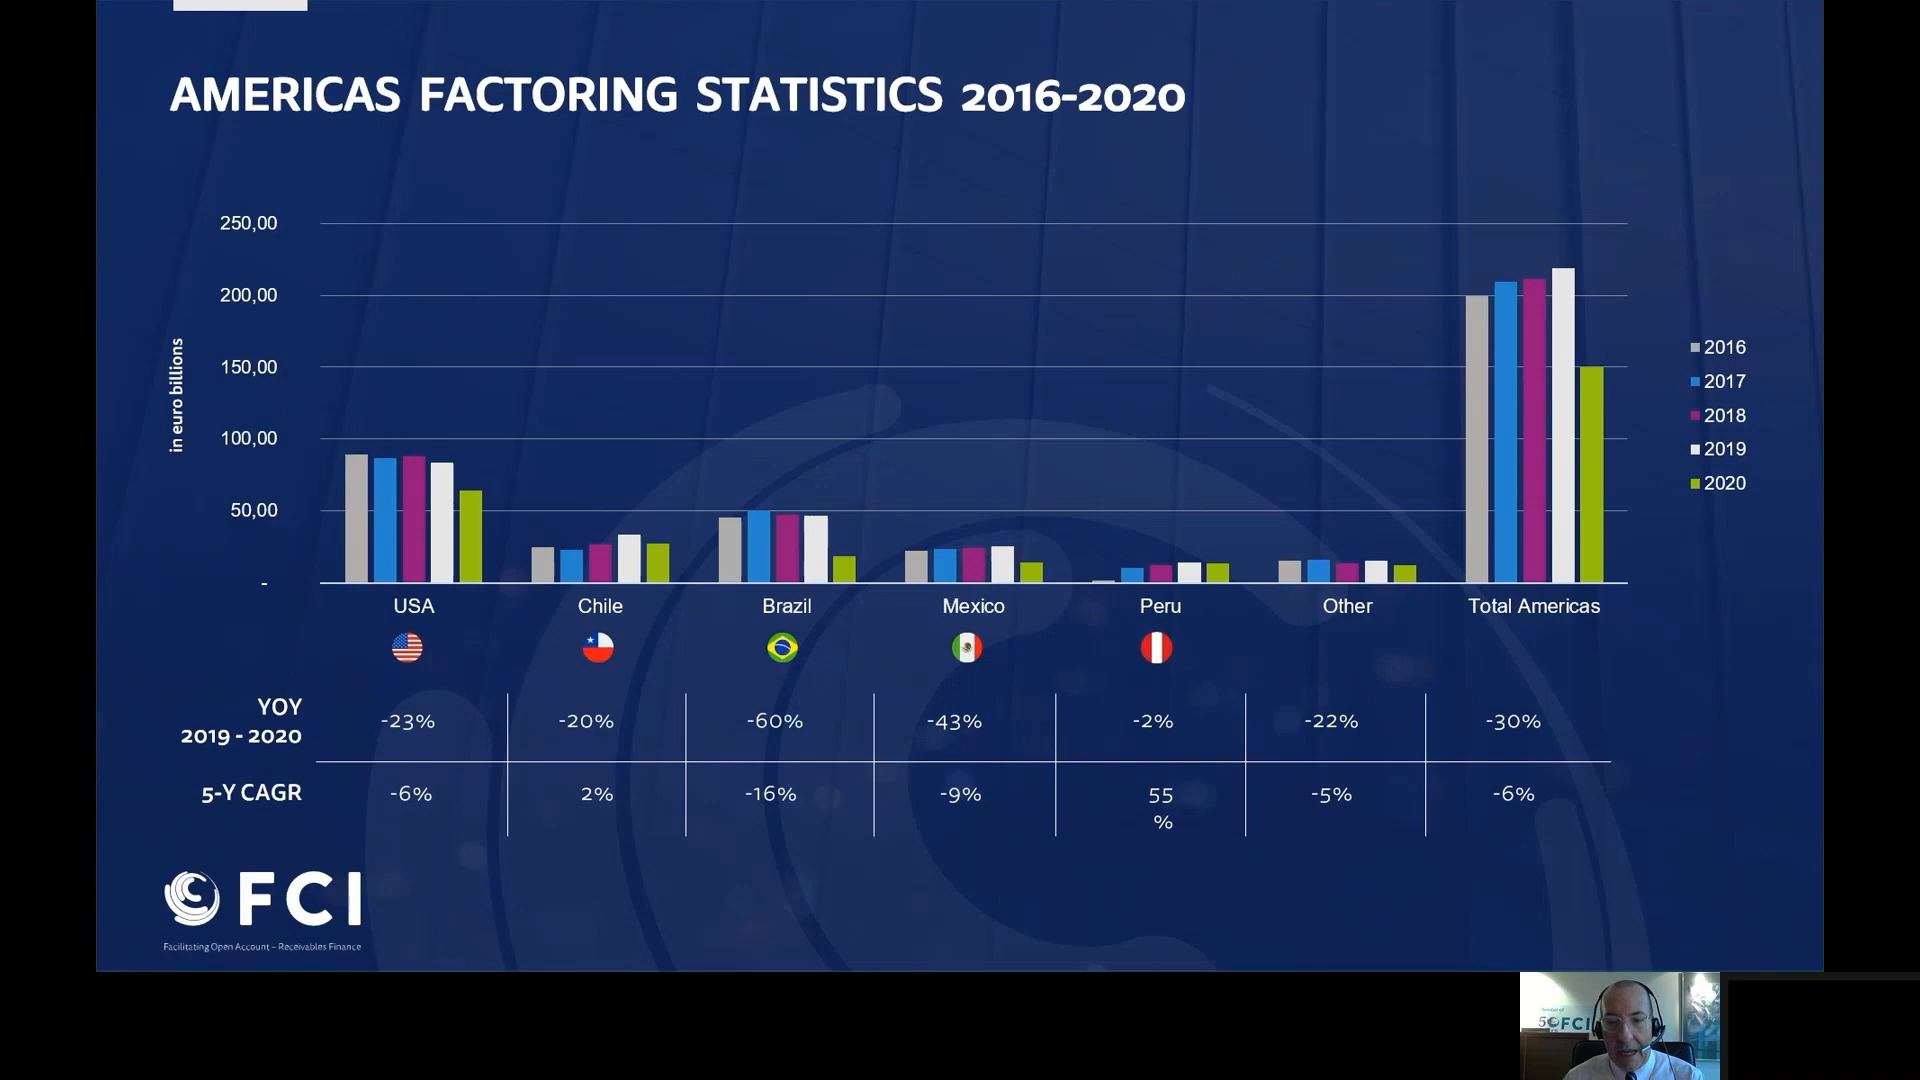 AMERICAS FACTORING STATISTICS 2016-2020
in euro billions
250,00
200,00
150,00
100,00
50,00
-
2016
2017
2018
2019
2020
USA
Chile
Brazil
Mexico
Peru
Other
Total Americas
YOY
2019 - 2020
-23%
-20%
-60%
-43%
-2%
-22%
-30%
5-Y CAGR
-6%
2%
-16%
-9%
55
%
-5%
-6%
FCI
Facilitating Open Account – Receivables Finance
FCI